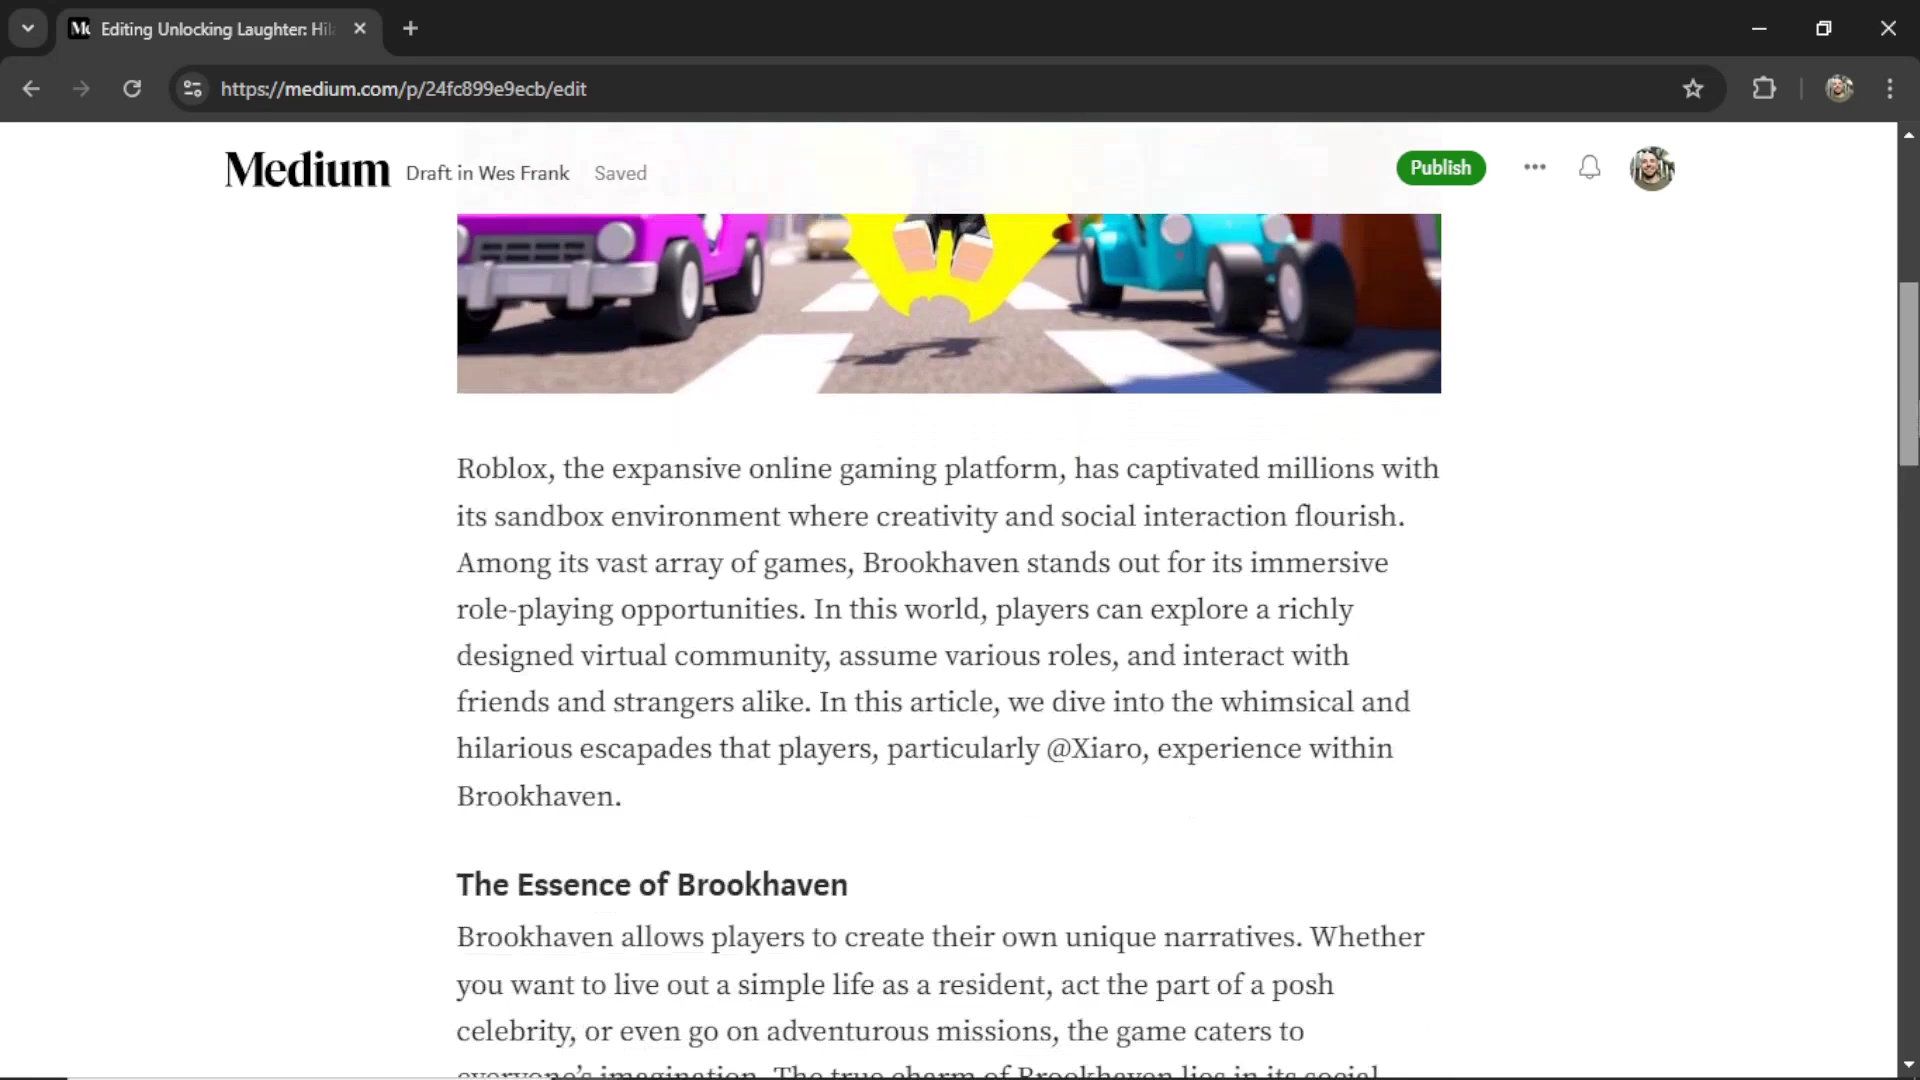 Editing Unlocking Laughter: Hila
https://medium.com/p/24fc899e9ecb/edit
Medium Draft in Wes Frank Saved Publish
Roblox, the expansive online gaming platform, has captivated millions with
its sandbox environment where creativity and social interaction flourish.
Among its vast array of games, Brookhaven stands out for its immersive
role-playing opportunities. In this world, players can explore a richly
designed virtual community, assume various roles, and interact with
friends and strangers alike. In this article, we dive into the whimsical and
hilarious escapades that players, particularly @Xiaro, experience within
Brookhaven.
The Essence of Brookhaven
Brookhaven allows players to create their own unique narratives. Whether
you want to live out a simple life as a resident, act the part of a posh
celebrity, or even go on adventurous missions, the game caters to
everyone’s imagination. The true charm of Brookhaven lies in its social